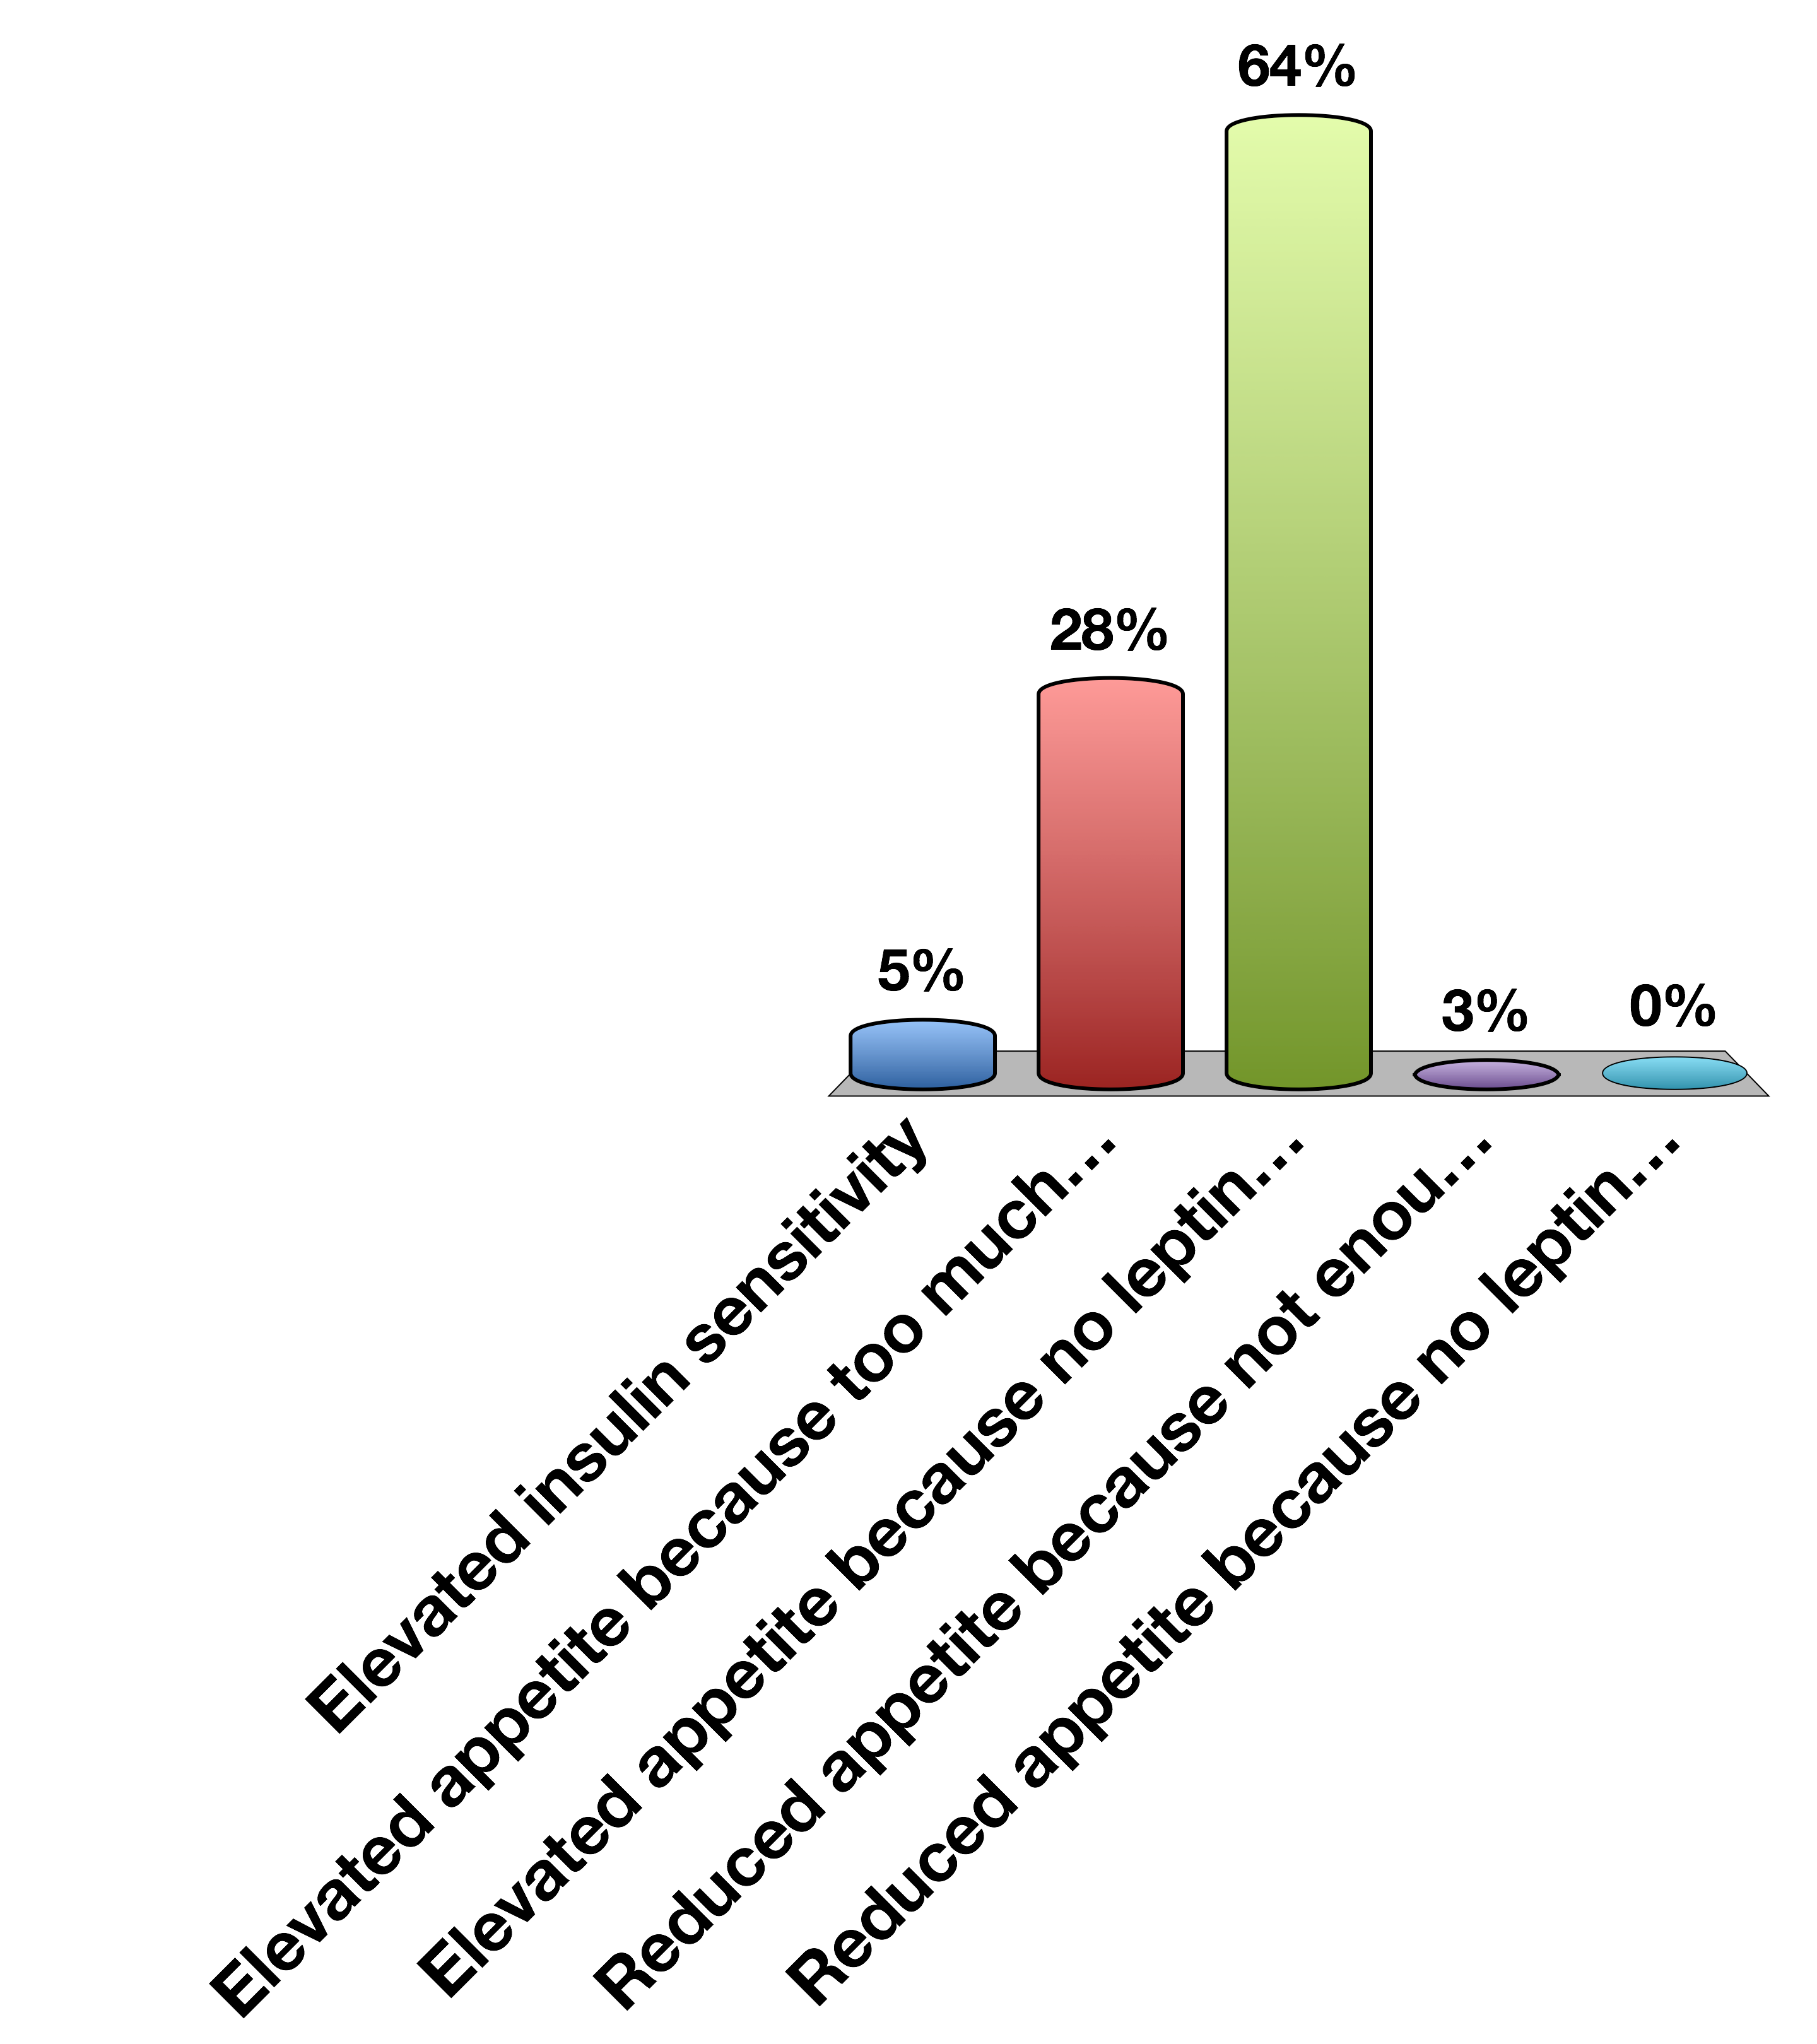 64%
28%
5%
3%
0%
Elevated insulin sensitivity
Elevated appetite because too much...
Elevated appetite because no leptin...
Reduced appetite because not enou...
Reduced appetite because no leptin...